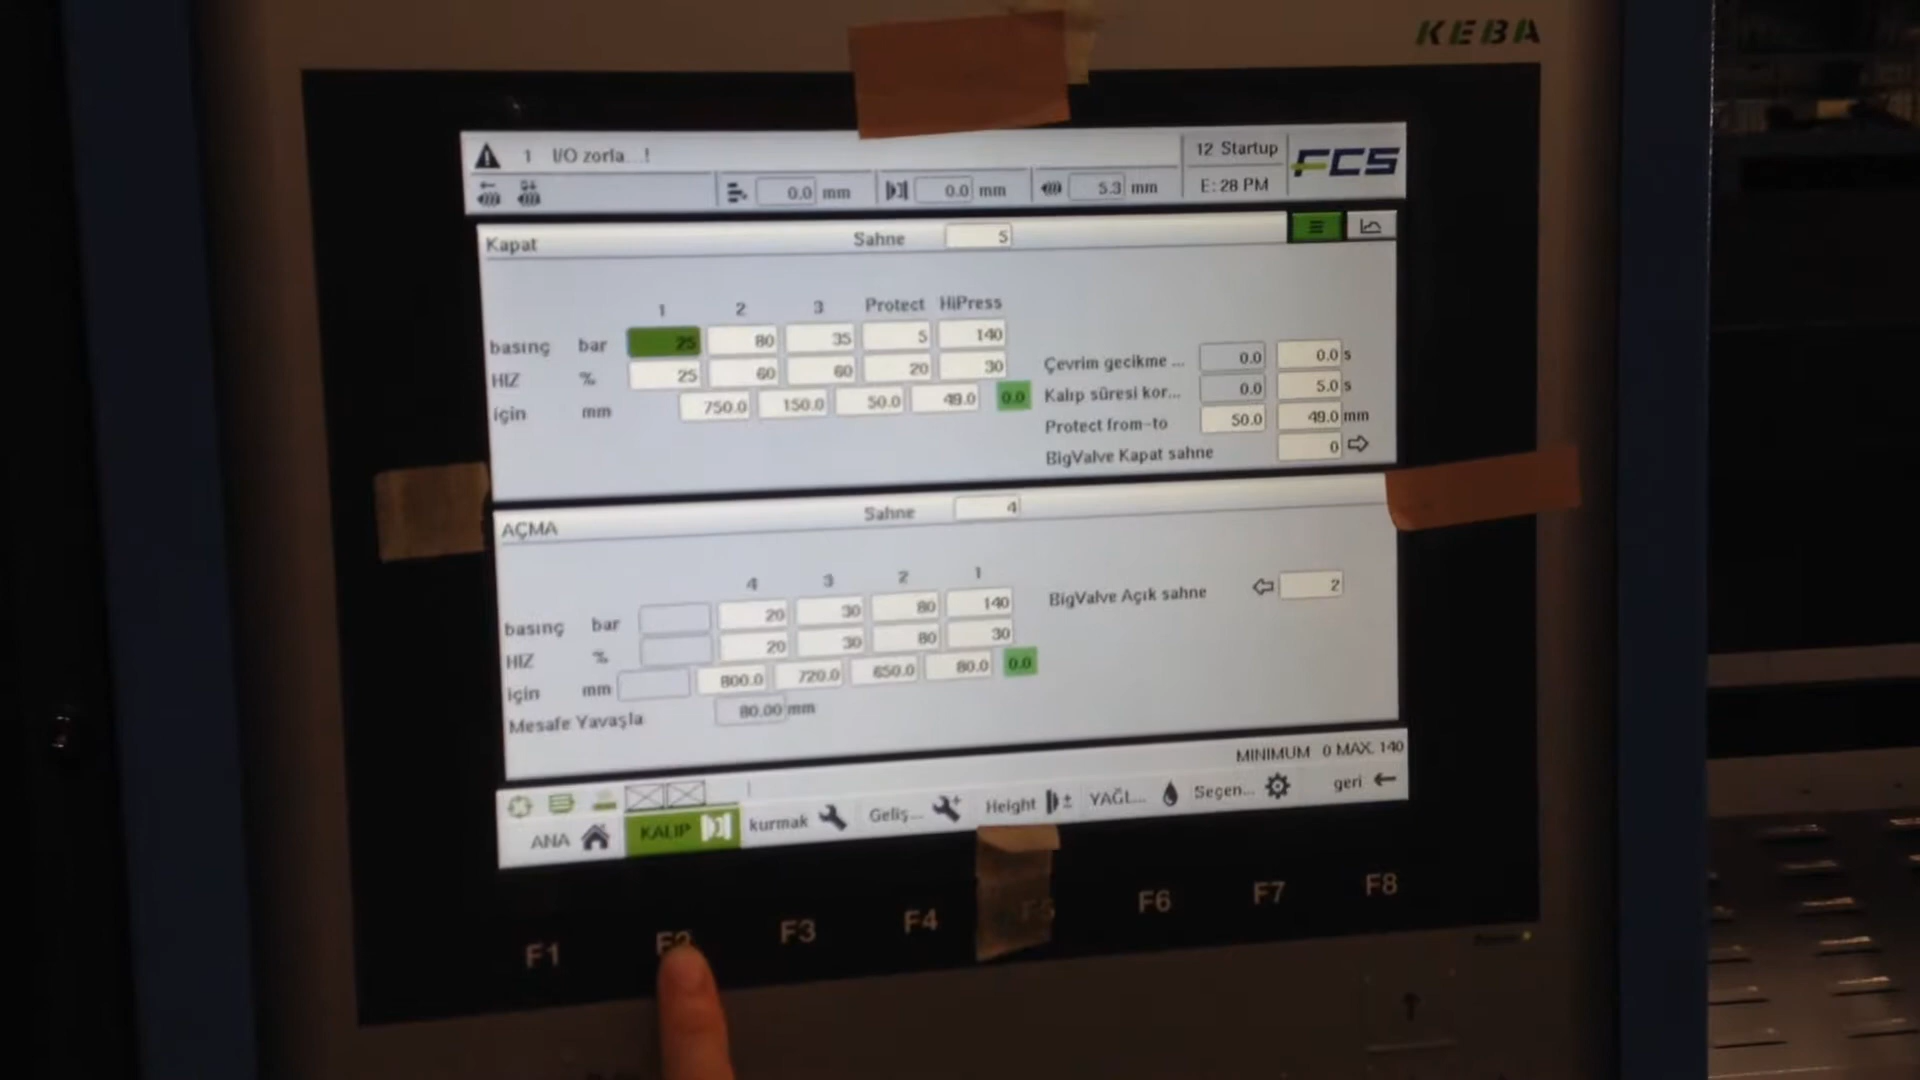 KEBA
1 I/O zorla...!
12 Startup
FCS
0.0 mm 0.0 mm 5.3 mm E:28 PM
Kapat Sahne 5
1 2 3 Protect HiPress
basınç bar 25 80 35 5 140
HIZ % 25 60 60 20 30
için mm 750.0 150.0 50.0 49.0 0.0
Çevrim gecikme ... 0.0 0.0 s
Kalıp süresi kor... 0.0 5.0 s
Protect from-to 50.0 49.0 mm
BigValve Kapat sahne 0
AÇMA Sahne 4
4 3 2 1
basınç bar 20 30 80 140
HIZ % 20 30 80 30
için mm 800.0 720.0 650.0 80.0 0.0
Mesafe Yavaşla 80.00 mm
BigValve Açık sahne 2
MINIMUM 0 MAX. 140
ANA KALIP kurmak Geliş... Height YAĞL... Seçen... geri
F1 F2 F3 F4 F5 F6 F7 F8